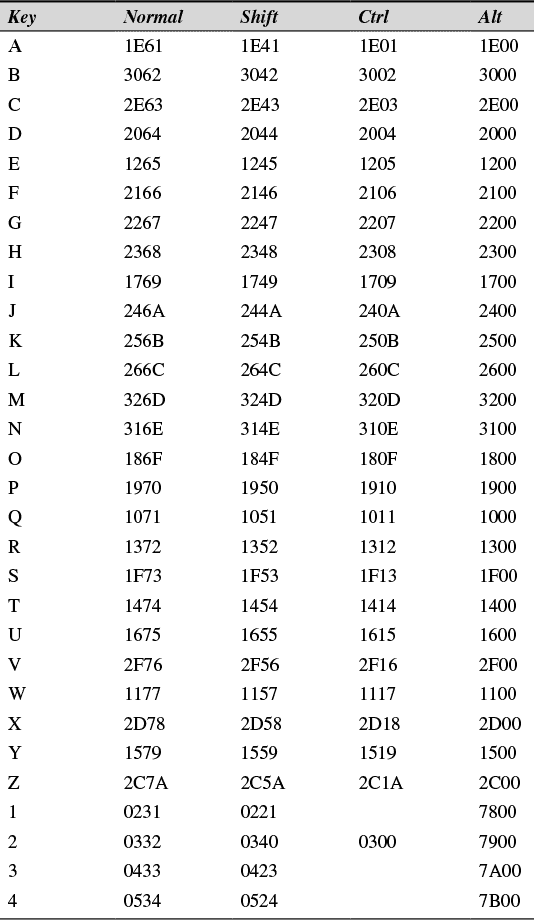 Key Normal Shift Ctrl Alt
A 1E61 1E41 1E01 1E00
B 3062 3042 3002 3000
C 2E63 2E43 2E03 2E00
D 2064 2044 2004 2000
E 1265 1245 1205 1200
F 2166 2146 2106 2100
G 2267 2247 2207 2200
H 2368 2348 2308 2300
I 1769 1749 1709 1700
J 246A 244A 240A 2400
K 256B 254B 250B 2500
L 266C 264C 260C 2600
M 326D 324D 320D 3200
N 316E 314E 310E 3100
O 186F 184F 180F 1800
P 1970 1950 1910 1900
Q 1071 1051 1011 1000
R 1372 1352 1312 1300
S 1F73 1F53 1F13 1F00
T 1474 1454 1414 1400
U 1675 1655 1615 1600
V 2F76 2F56 2F16 2F00
W 1177 1157 1117 1100
X 2D78 2D58 2D18 2D00
Y 1579 1559 1519 1500
Z 2C7A 2C5A 2C1A 2C00
1 0231 0221 7800
2 0332 0340 0300 7900
3 0433 0423 7A00
4 0534 0524 7B00